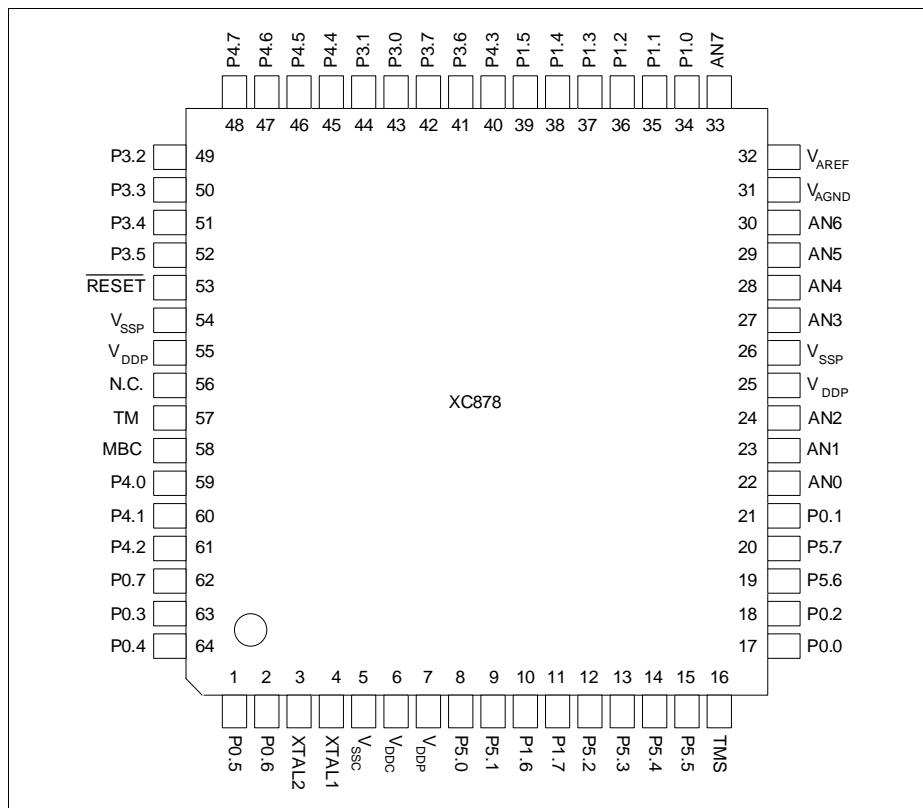 P4.7 P4.6 P4.5 P4.4 P3.1 P3.0 P3.7 P3.6 P4.3 P1.5 P1.4 P1.3 P1.2 P1.1 P1.0 AN7
48 47 46 45 44 43 42 41 40 39 38 37 36 35 34 33
P3.2 49 32 VAREF
P3.3 50 31 VAGND
P3.4 51 30 AN6
P3.5 52 29 AN5
RESET 53 28 AN4
VSSP 54 27 AN3
VDDP 55 26 VSSP
N.C. 56 25 VDDP
XC878
TM 57 24 AN2
MBC 58 23 AN1
P4.0 59 22 AN0
P4.1 60 21 P0.1
P4.2 61 20 P5.7
P0.7 62 19 P5.6
P0.3 63 18 P0.2
P0.4 64 17 P0.0
1 2 3 4 5 6 7 8 9 10 11 12 13 14 15 16
P0.5 P0.6 XTAL2 XTAL1 VSSC VDDC VDDP P5.0 P5.1 P1.6 P1.7 P5.2 P5.3 P5.4 P5.5 TMS